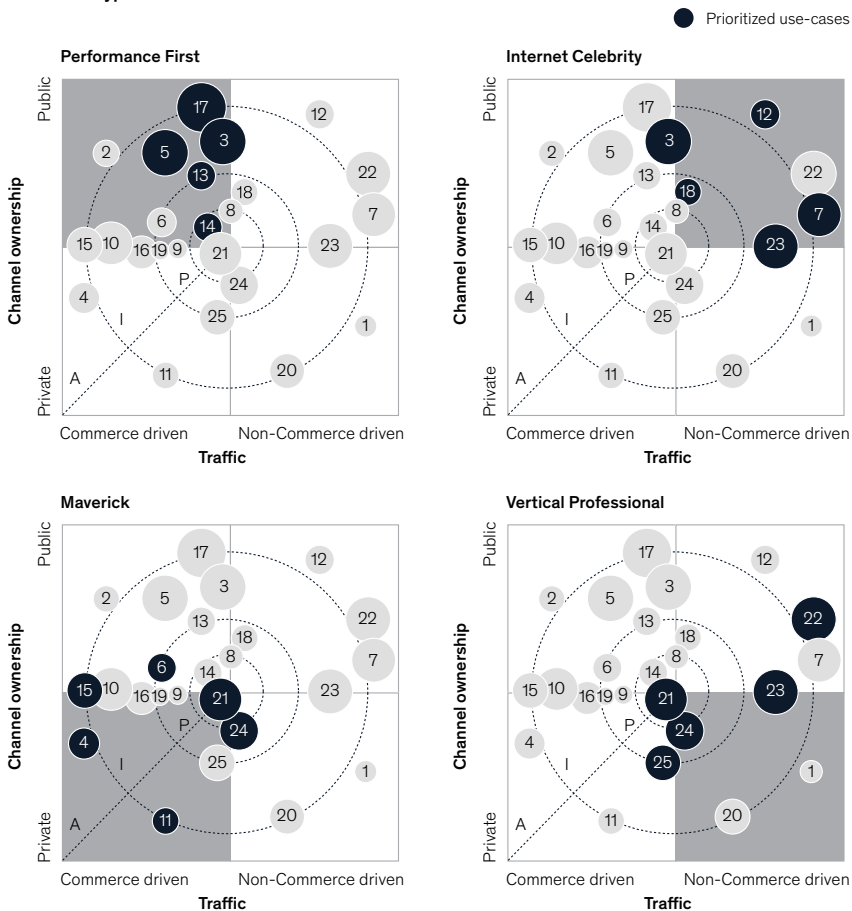 Prioritized use-cases
Performance First
Public
Channel ownership
Private
17
12
3
5
2
13
22
18
8
7
6
14
15
10
16
19
9
21
23
P
24
4
I
25
1
A
11
20
Commerce driven
Non-Commerce driven
Traffic
Internet Celebrity
Public
Channel ownership
Private
17
12
3
5
2
13
22
18
8
7
6
14
15
10
16
19
9
21
23
P
24
4
I
25
1
A
11
20
Commerce driven
Non-Commerce driven
Traffic
Maverick
Public
Channel ownership
Private
17
12
3
5
2
13
22
18
8
7
6
14
15
10
16
19
9
21
23
P
24
4
I
25
1
A
11
20
Commerce driven
Non-Commerce driven
Traffic
Vertical Professional
Public
Channel ownership
Private
17
12
3
5
2
13
22
18
8
7
6
14
15
10
16
19
9
21
23
P
24
4
I
25
1
A
11
20
Commerce driven
Non-Commerce driven
Traffic